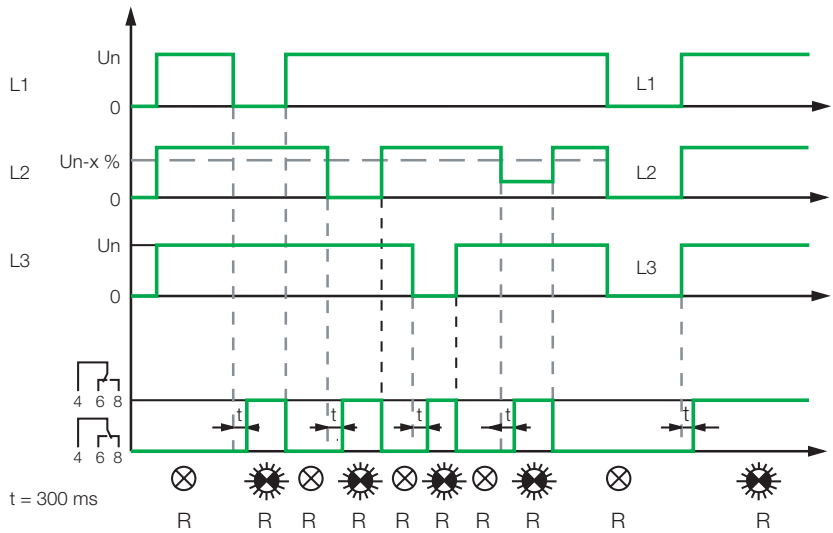 Un
L1
L1
0
Un-x %
L2
L2
0
Un
L3
L3
0
4 6 8
t t t t t
4 6 8
t = 300 ms
R R R R R R R R R R